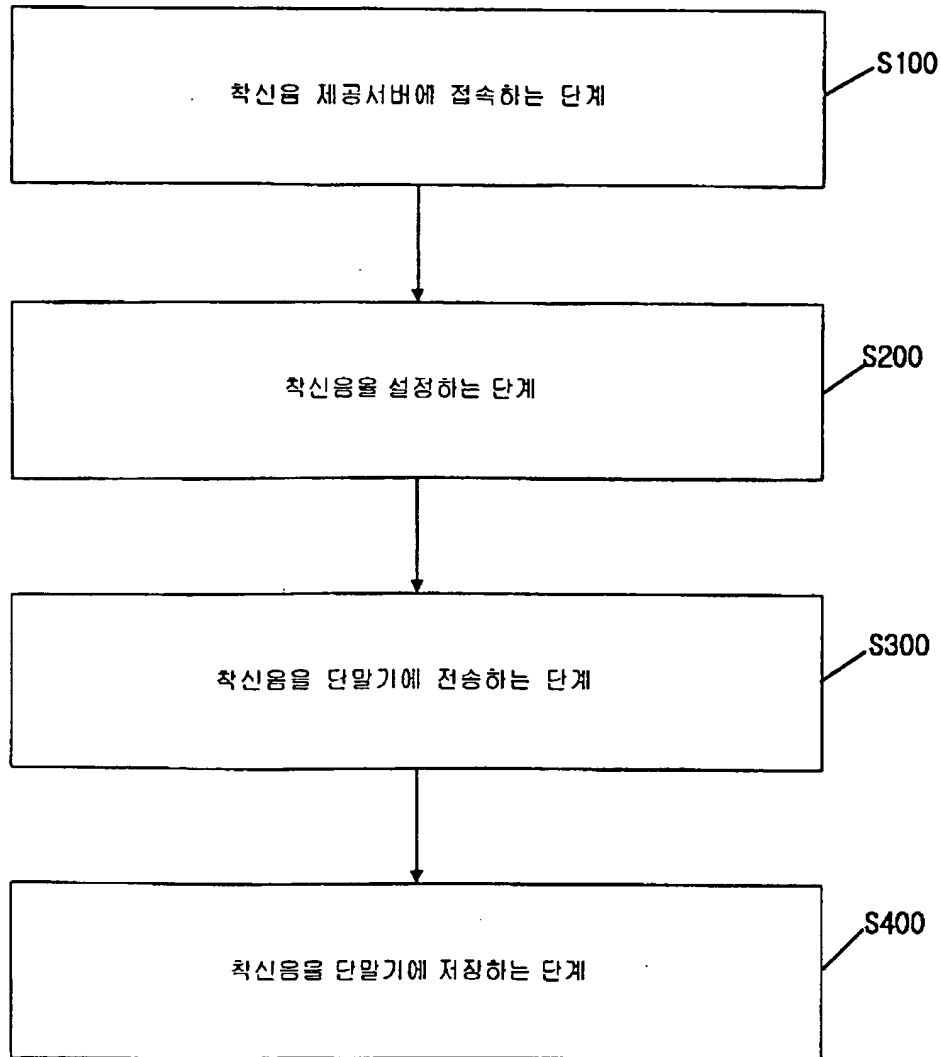 착신음 제공서버에 접속하는 단계
S100
착신음을 설정하는 단계
S200
착신음을 단말기에 전송하는 단계
S300
착신음을 단말기에 저장하는 단계
S400